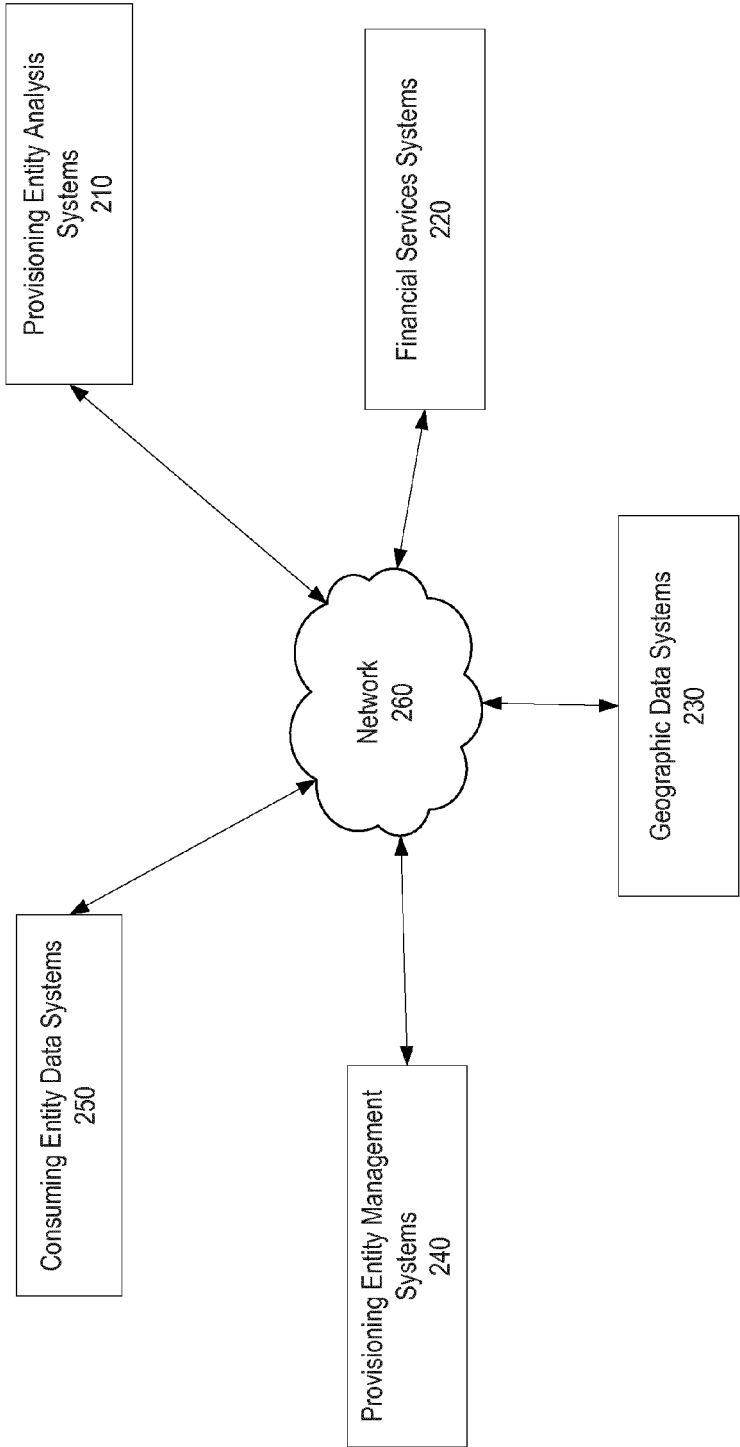 Consuming Entity Data Systems
250
Provisioning Entity Analysis
Systems
210
Network
260
Provisioning Entity Management
Systems
240
Financial Services Systems
220
Geographic Data Systems
230